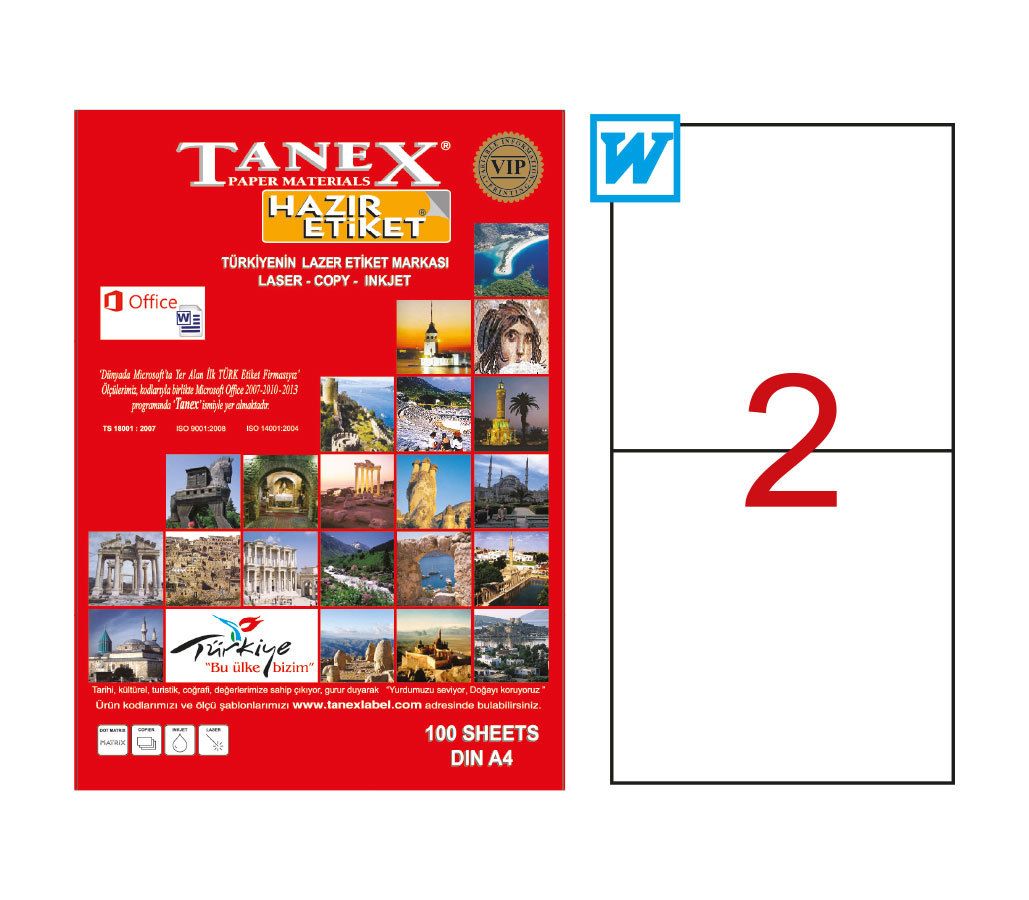 TANEX®
PAPER MATERIALS
HAZIR
ETİKET®
VARIABLE INFORMATION
VIP
PRINTING
TÜRKİYENİN LAZER ETİKET MARKASI
LASER - COPY - INKJET
Office
W
'Dünyada Microsoft'ta Yer Alan İlk TÜRK Etiket Firmasıyız'
Ölçülerimiz, kodlarıyla birlikte Microsoft Office 2007-2010-2013
programında 'Tanex' ismiyle yer almaktadır.
TS 18001 : 2007 ISO 9001:2008 ISO 14001:2004
Türkiye
"Bu ülke bizim"
Tarihi, kültürel, turistik, coğrafi, değerlerimize sahip çıkıyor, gurur duyarak "Yurdumuzu seviyor, Doğayı koruyoruz"
Ürün kodlarımızı ve ölçü şablonlarımızı www.tanexlabel.com adresinde bulabilirsiniz.
DOT MATRIX COPIER INKJET LASER
MATRIX
100 SHEETS
DIN A4
W
2